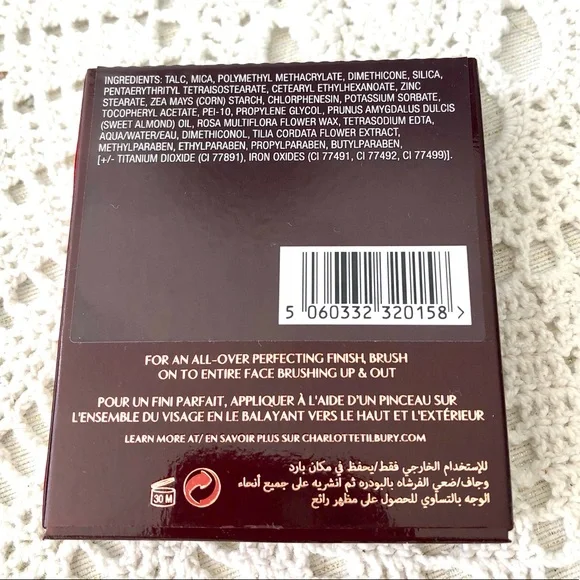 INGREDIENTS: TALC, MICA, POLYMETHYL METHACRYLATE, DIMETHICONE, SILICA,
PENTAERYTHRITYL TETRAISOSTEARATE, CETEARYL ETHYLHEXANOATE, ZINC
STEARATE, ZEA MAYS (CORN) STARCH, CHLORPHENESIN, POTASSIUM SORBATE,
TOCOPHERYL ACETATE, PEI-10, PROPYLENE GLYCOL, PRUNUS AMYGDALUS DULCIS
(SWEET ALMOND) OIL, ROSA MULTIFLORA FLOWER WAX, TETRASODIUM EDTA,
AQUA/WATER/EAU, DIMETHICONOL, TILIA CORDATA FLOWER EXTRACT,
METHYLPARABEN, ETHYLPARABEN, PROPYLPARABEN, BUTYLPARABEN,
[+/- TITANIUM DIOXIDE (CI 77891), IRON OXIDES (CI 77491, CI 77492, CI 77499)].
5 060332 320158 >
FOR AN ALL-OVER PERFECTING FINISH, BRUSH
ON TO ENTIRE FACE BRUSHING UP & OUT
POUR UN FINI PARFAIT, APPLIQUER À L'AIDE D'UN PINCEAU SUR
L'ENSEMBLE DU VISAGE EN LE BALAYANT VERS LE HAUT ET L'EXTÉRIEUR
LEARN MORE AT/ EN SAVOIR PLUS SUR CHARLOTTETILBURY.COM
للإستخدام الخارجي فقط/يحفظ في مكان بارد
وجاف/ضعي الفرشاه بالبودره ثم أنشريه على جميع أنحاء
الوجه بالتساوي للحصول على مظهر رائع
30 M